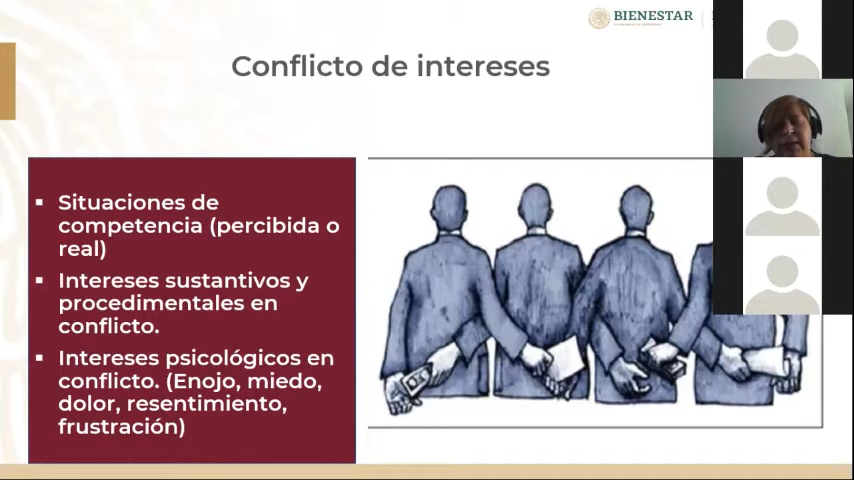 BIENESTAR
Conflicto de intereses
▪ Situaciones de
competencia (percibida o
real)
▪ Intereses sustantivos y
procedimentales en
conflicto.
▪ Intereses psicológicos en
conflicto. (Enojo, miedo,
dolor, resentimiento,
frustración)